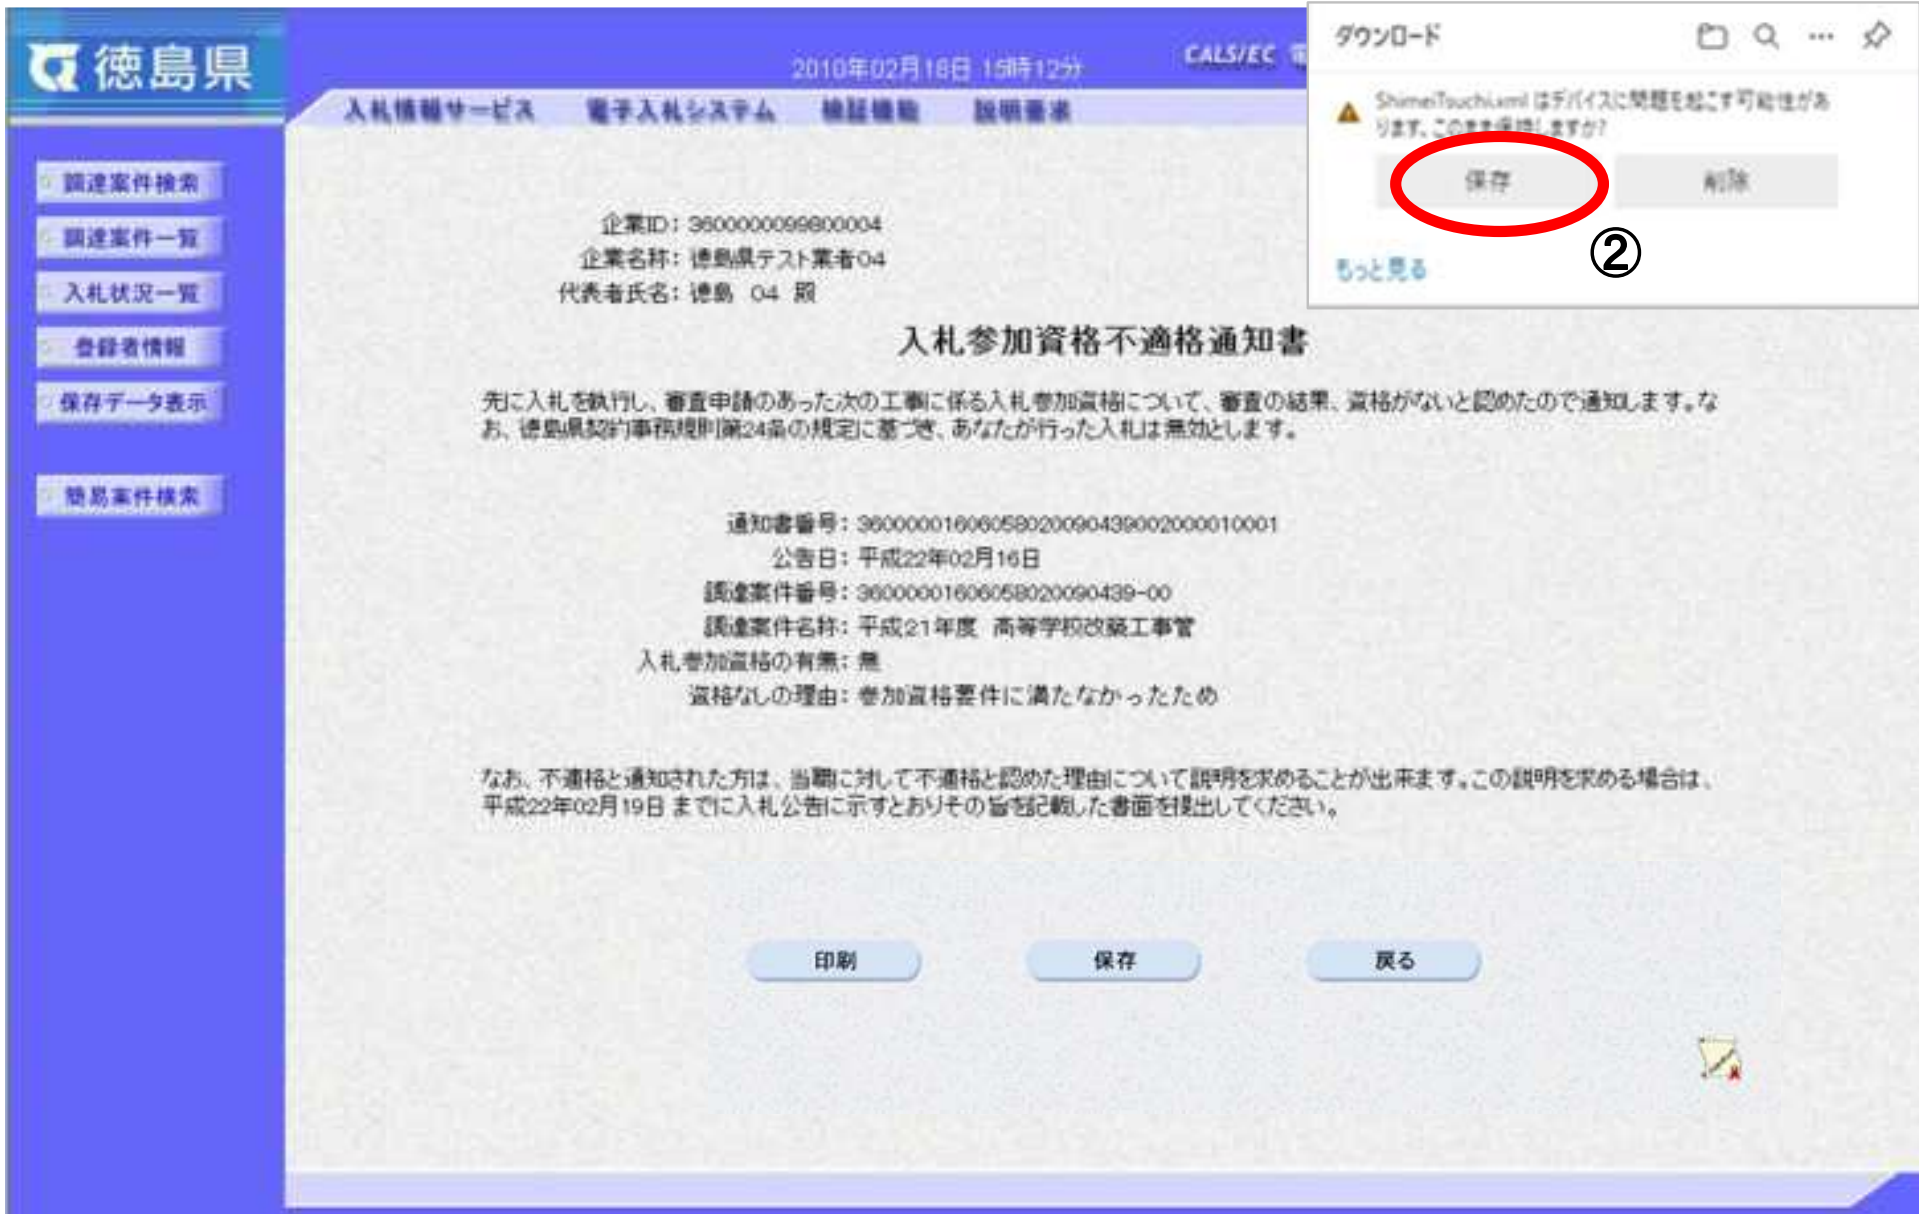 徳島県
2010年02月16日 15時12分
CALS/EC
入札情報サービス 電子入札システム 検証機能 説明要求
調達案件検索
調達案件一覧
入札状況一覧
登録者情報
保存データ表示
簡易案件検索
ダウンロード
ShimeiTouchi.xml はデバイスに問題を起こす可能性があ
ります。このまま保持しますか?
保存 削除
②
もっと見る
企業ID: 3600000099800004
企業名称: 徳島県テスト業者04
代表者氏名: 徳島 04 殿
入札参加資格不適格通知書
先に入札を執行し、審査申請のあった次の工事に係る入札参加資格について、審査の結果、資格がないと認めたので通知します。な
お、徳島県契約事務規則第24条の規定に基づき、あなたが行った入札は無効とします。
通知書番号: 36000001606058020090439002000010001
公告日: 平成22年02月16日
調達案件番号: 36000001606058020090439-00
調達案件名称: 平成21年度 高等学校改築工事管
入札参加資格の有無: 無
資格なしの理由: 参加資格要件に満たなかったため
なお、不適格と通知された方は、当職に対して不適格と認めた理由について説明を求めることが出来ます。この説明を求める場合は、
平成22年02月19日 までに入札公告に示すとおりその旨を記載した書面を提出してください。
印刷 保存 戻る